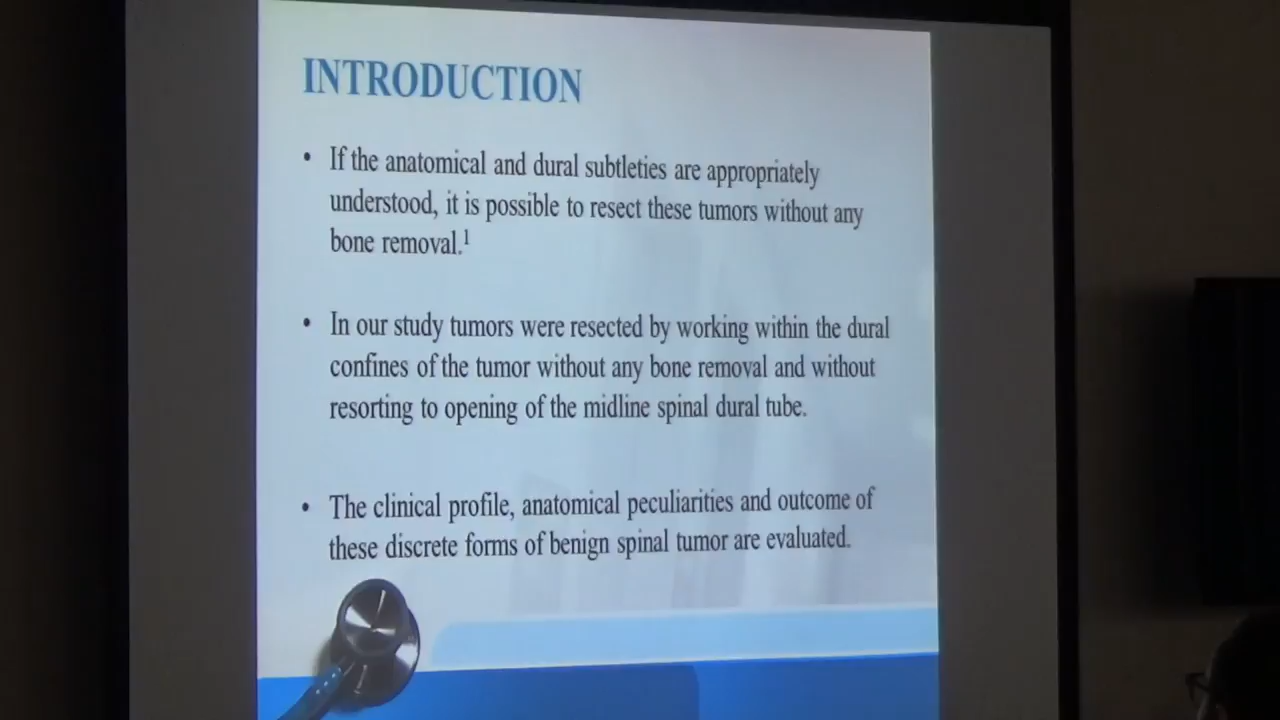 INTRODUCTION
• If the anatomical and dural subtleties are appropriately
understood, it is possible to resect these tumors without any
bone removal.¹
• In our study tumors were resected by working within the dural
confines of the tumor without any bone removal and without
resorting to opening of the midline spinal dural tube.
• The clinical profile, anatomical peculiarities and outcome of
these discrete forms of benign spinal tumor are evaluated.